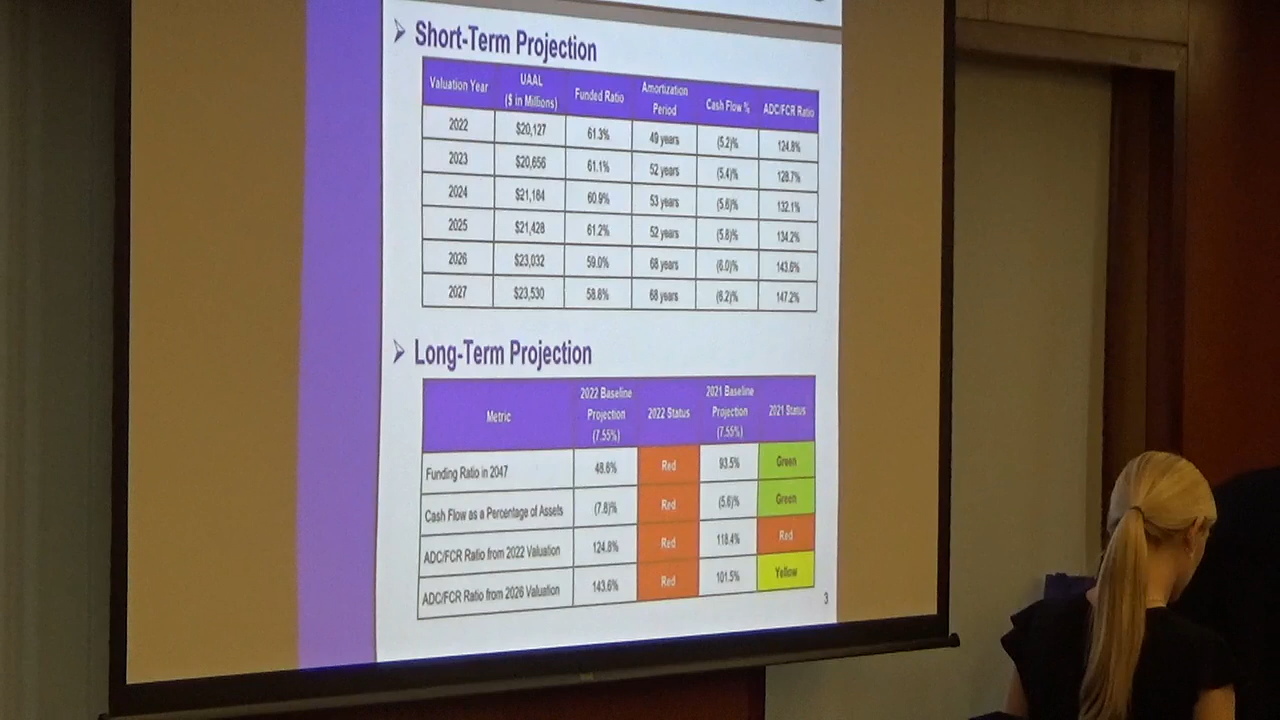 ➢ Short-Term Projection
Valuation Year UAAL ($ in Millions) Funded Ratio Amortization Period Cash Flow % ADC/FCR Ratio
2022 $20,127 61.3% 49 years (5.2)% 124.8%
2023 $20,656 61.1% 52 years (5.4)% 128.7%
2024 $21,164 60.9% 53 years (5.6)% 132.1%
2025 $21,428 61.2% 52 years (5.8)% 134.2%
2026 $23,032 59.0% 68 years (6.0)% 143.6%
2027 $23,530 58.8% 68 years (6.2)% 147.2%
➢ Long-Term Projection
Metric 2022 Baseline Projection (7.55%) 2022 Status 2021 Baseline Projection (7.55%) 2021 Status
Funding Ratio in 2047 48.6% Red 93.5% Green
Cash Flow as a Percentage of Assets (7.8)% Red (5.6)% Green
ADC/FCR Ratio from 2022 Valuation 124.8% Red 118.4% Red
ADC/FCR Ratio from 2026 Valuation 143.6% Red 101.5% Yellow
3